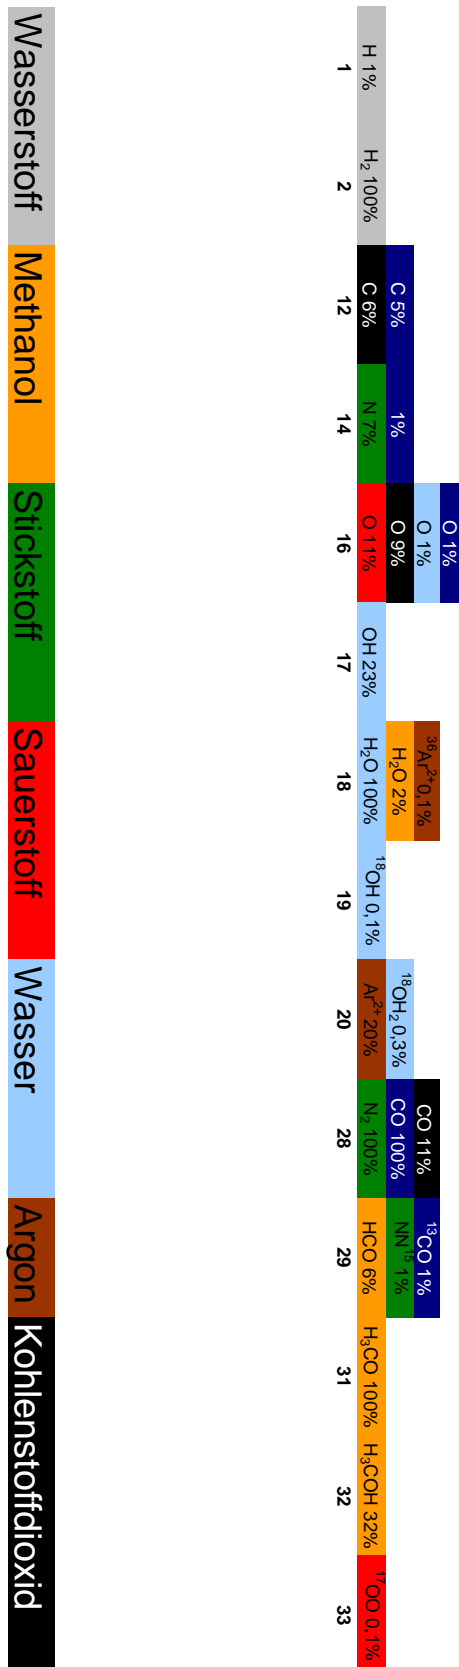 O 1%
O 1% ³⁶Ar²⁺0,1% CO 11% ¹³CO 1%
C 5% 1% O 9% H₂O 2% ¹⁸OH₂ 0,3% CO 100% NN¹⁵ 1%
H 1% H₂ 100% C 6% N 7% O 11% OH 23% H₂O 100% ¹⁸OH 0,1% Ar²⁺ 20% N₂ 100% HCO 6% H₃CO 100% H₃COH 32% ¹⁷OO 0,1%
1 2 12 14 16 17 18 19 20 28 29 31 32 33
Wasserstoff Methanol Stickstoff Sauerstoff Wasser Argon Kohlenstoffdioxid